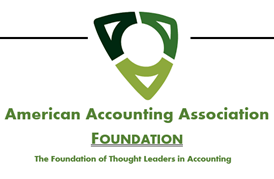 American Accounting Association
FOUNDATION
The Foundation of Thought Leaders in Accounting